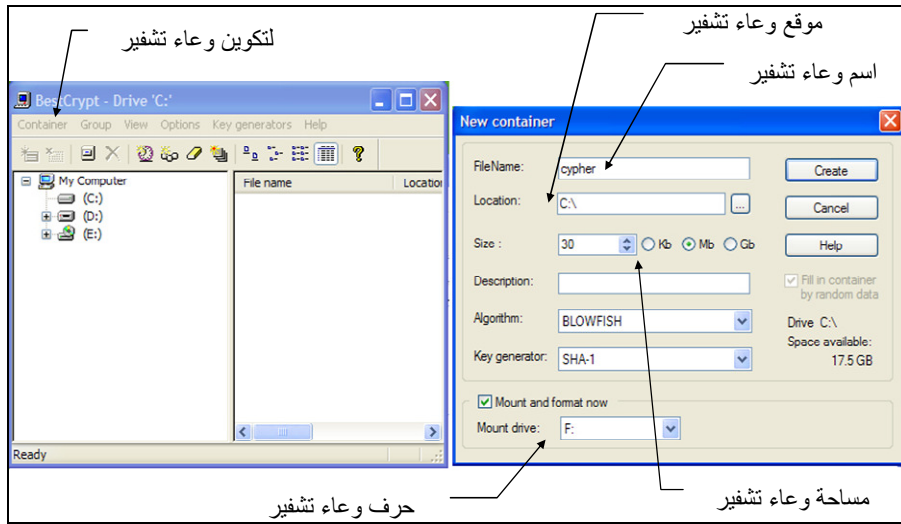 موقع وعاء تشفير
لتكوين وعاء تشفير
اسم وعاء تشفير
BestCrypt - Drive 'C:'
Container Group View Options Key generators Help
My Computer
(C:)
(D:)
(E:)
File name Location
Ready
New container
FileName: cypher
Create
Location: C:\ ...
Cancel
Size : 30 Kb Mb Gb
Help
Description:
Fill in container
by random data
Algorithm: BLOWFISH
Drive C:\
Space available:
17.5 GB
Key generator: SHA-1
Mount and format now
Mount drive: F:
مساحة وعاء تشفير
حرف وعاء تشفير